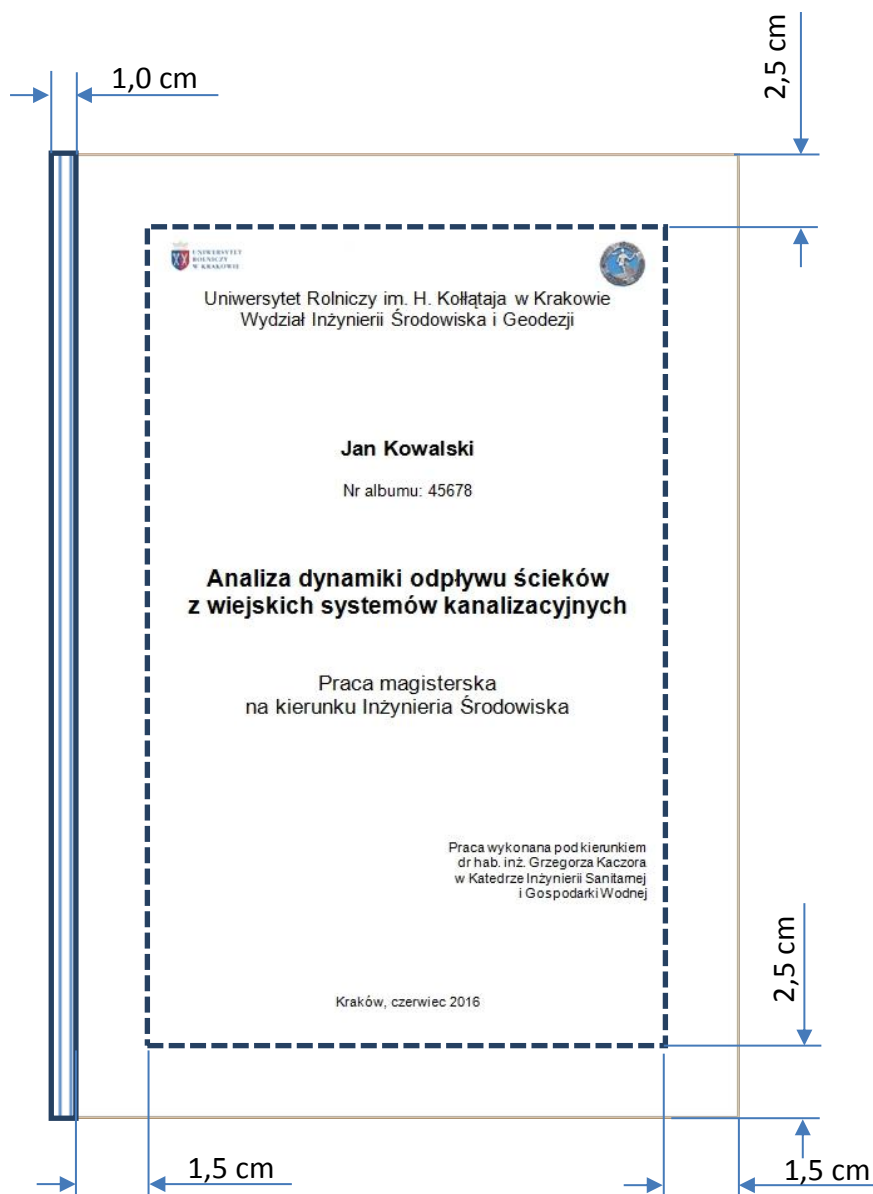 1,0 cm
2,5 cm
UNIWERSYTET
ROLNICZY
W KRAKOWIE
Uniwersytet Rolniczy im. H. Kołłątaja w Krakowie
Wydział Inżynierii Środowiska i Geodezji
Jan Kowalski
Nr albumu: 45678
Analiza dynamiki odpływu ścieków
z wiejskich systemów kanalizacyjnych
Praca magisterska
na kierunku Inżynieria Środowiska
Praca wykonana pod kierunkiem
dr hab. inż. Grzegorza Kaczora
w Katedrze Inżynierii Sanitarnej
i Gospodarki Wodnej
2,5 cm
Kraków, czerwiec 2016
1,5 cm
1,5 cm